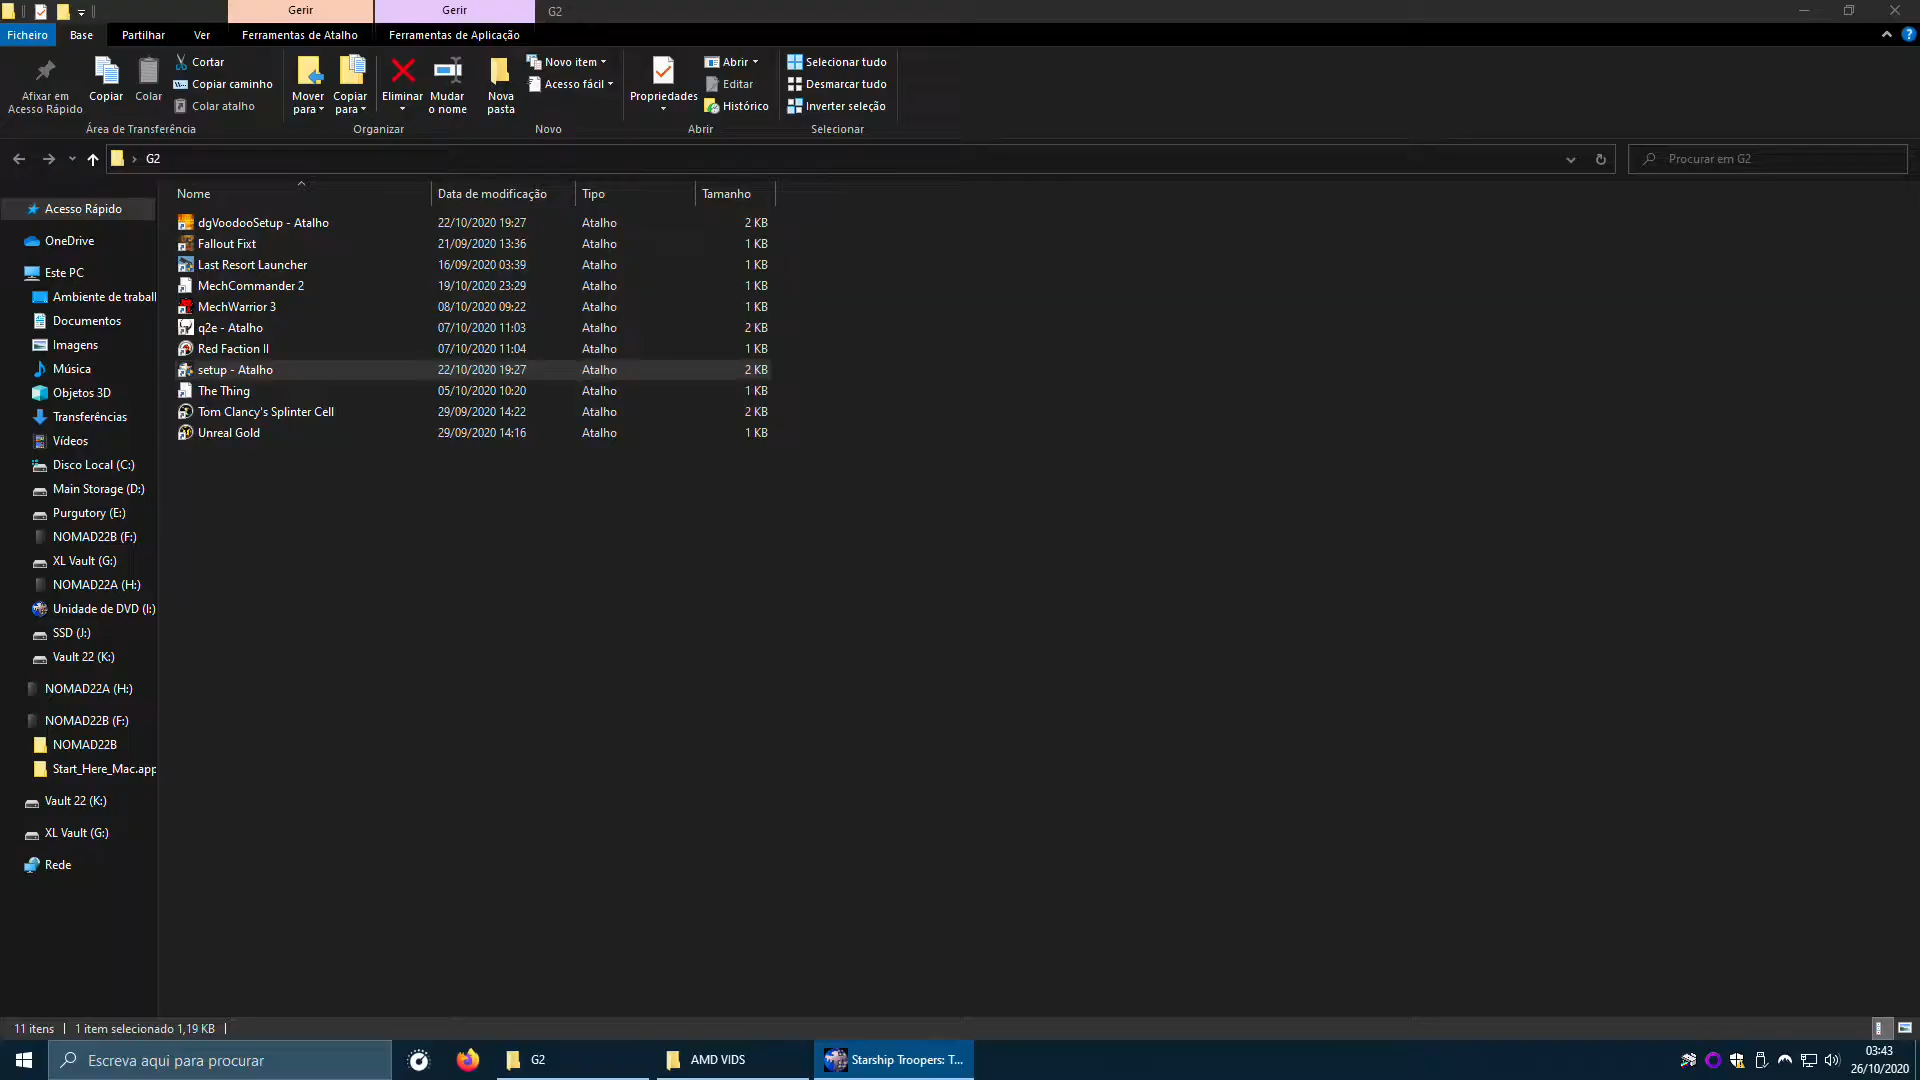 Gerir
Gerir
G2
Ficheiro
Base
Partilhar
Ver
Ferramentas de Atalho
Ferramentas de Aplicação
Afixar em
Acesso Rápido
Copiar
Colar
Cortar
Copiar caminho
Colar atalho
Área de Transferência
Mover
para
Copiar
para
Eliminar
Mudar
o nome
Organizar
Nova
pasta
Novo item
Acesso fácil
Novo
Propriedades
Abrir
Editar
Histórico
Abrir
Selecionar tudo
Desmarcar tudo
Inverter seleção
Selecionar
G2
Procurar em G2
Nome Data de modificação Tipo Tamanho
dgVoodooSetup - Atalho 22/10/2020 19:27 Atalho 2 KB
Fallout Fixt 21/09/2020 13:36 Atalho 1 KB
Last Resort Launcher 16/09/2020 03:39 Atalho 1 KB
MechCommander 2 19/10/2020 23:29 Atalho 1 KB
MechWarrior 3 08/10/2020 09:22 Atalho 1 KB
q2e - Atalho 07/10/2020 11:03 Atalho 2 KB
Red Faction II 07/10/2020 11:04 Atalho 1 KB
setup - Atalho 22/10/2020 19:27 Atalho 2 KB
The Thing 05/10/2020 10:20 Atalho 1 KB
Tom Clancy's Splinter Cell 29/09/2020 14:22 Atalho 2 KB
Unreal Gold 29/09/2020 14:16 Atalho 1 KB
Acesso Rápido
OneDrive
Este PC
Ambiente de traball
Documentos
Imagens
Música
Objetos 3D
Transferências
Vídeos
Disco Local (C:)
Main Storage (D:)
Purgutory (E:)
NOMAD22B (F:)
XL Vault (G:)
NOMAD22A (H:)
Unidade de DVD (I:)
SSD (J:)
Vault 22 (K:)
NOMAD22A (H:)
NOMAD22B (F:)
NOMAD22B
Start_Here_Mac.app
Vault 22 (K:)
XL Vault (G:)
Rede
11 itens
1 item selecionado 1,19 KB
Escreva aqui para procurar
G2
AMD VIDS
Starship Troopers: T...
03:43
26/10/2020